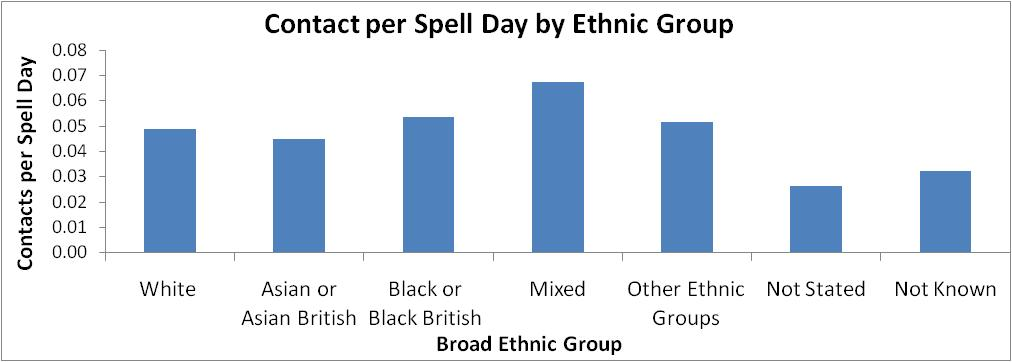 Contact per Spell Day by Ethnic Group
Contacts per Spell Day
0.08
0.07
0.06
0.05
0.04
0.03
0.02
0.01
0.00
White
Asian or
Asian British
Black or
Black British
Mixed
Other Ethnic
Groups
Not Stated
Not Known
Broad Ethnic Group